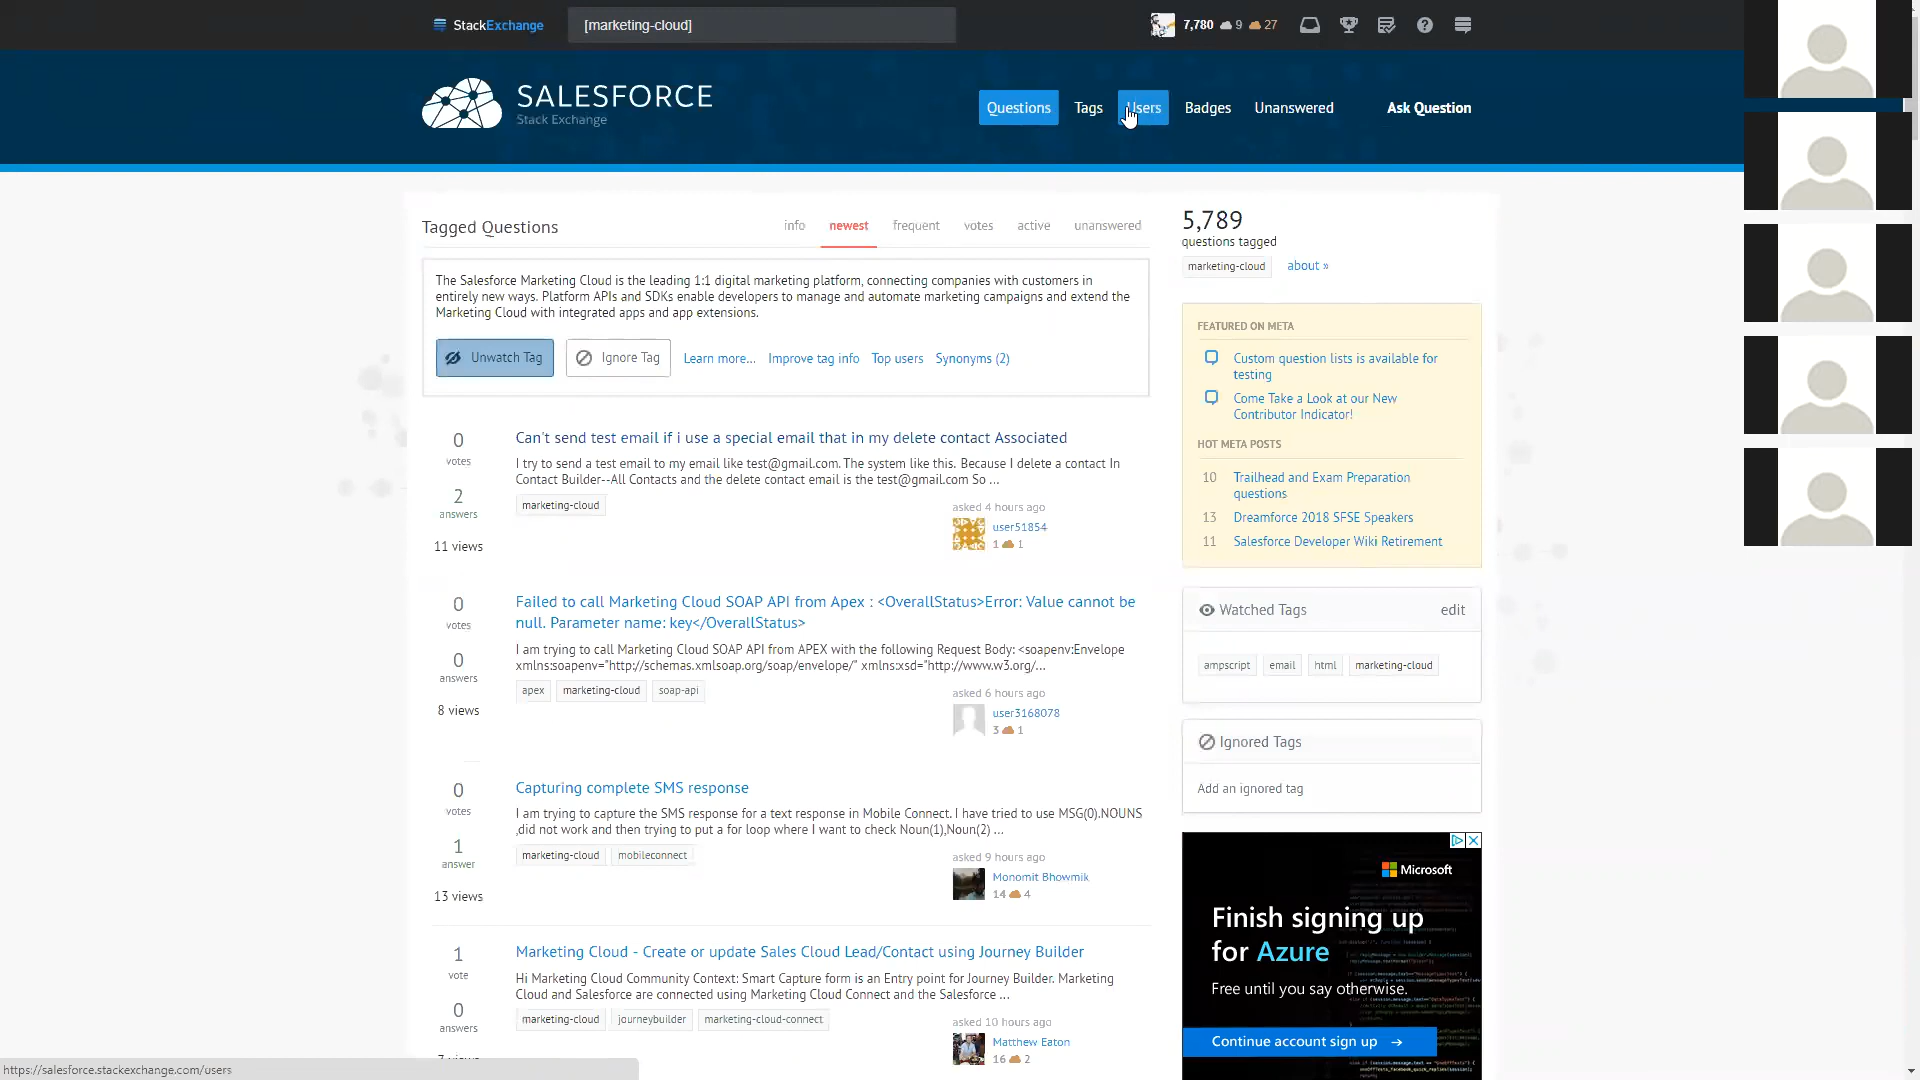 StackExchange
[marketing-cloud]
7,780 9 27
SALESFORCE
Stack Exchange
Questions
Tags
Users
Badges
Unanswered
Ask Question
Tagged Questions
info
newest
frequent
votes
active
unanswered
The Salesforce Marketing Cloud is the leading 1:1 digital marketing platform, connecting companies with customers in
entirely new ways. Platform APIs and SDKs enable developers to manage and automate marketing campaigns and extend the
Marketing Cloud with integrated apps and app extensions.
Unwatch Tag
Ignore Tag
Learn more…
Improve tag info
Top users
Synonyms (2)
0
votes
2
answers
11 views
Can't send test email if i use a special email that in my delete contact Associated
I try to send a test email to my email like test@gmail.com. The system like this. Because I delete a contact In
Contact Builder--All Contacts and the delete contact email is the test@gmail.com So ...
marketing-cloud
asked 4 hours ago
user51854
1 1
0
votes
0
answers
8 views
Failed to call Marketing Cloud SOAP API from Apex : <OverallStatus>Error: Value cannot be
null. Parameter name: key</OverallStatus>
I am trying to call Marketing Cloud SOAP API from APEX with the following Request Body: <soapenv:Envelope
xmlns:soapenv="http://schemas.xmlsoap.org/soap/envelope/" xmlns:xsd="http://www.w3.org/...
apex
marketing-cloud
soap-api
asked 6 hours ago
user3168078
3 1
0
votes
1
answer
13 views
Capturing complete SMS response
I am trying to capture the SMS response for a text response in Mobile Connect. I have tried to use MSG(0).NOUNS
,did not work and then trying to put a for loop where I want to check Noun(1),Noun(2) ...
marketing-cloud
mobileconnect
asked 9 hours ago
Monomit Bhowmik
14 4
1
vote
0
answers
Marketing Cloud - Create or update Sales Cloud Lead/Contact using Journey Builder
Hi Marketing Cloud Community Context: Smart Capture form is an Entry point for Journey Builder. Marketing
Cloud and Salesforce are connected using Marketing Cloud Connect and the Salesforce ...
marketing-cloud
journeybuilder
marketing-cloud-connect
asked 10 hours ago
Matthew Eaton
16 2
5,789
questions tagged
marketing-cloud
about »
FEATURED ON META
Custom question lists is available for
testing
Come Take a Look at our New
Contributor Indicator!
HOT META POSTS
10 Trailhead and Exam Preparation
questions
13 Dreamforce 2018 SFSE Speakers
11 Salesforce Developer Wiki Retirement
Watched Tags
edit
ampscript
email
html
marketing-cloud
Ignored Tags
Add an ignored tag
Microsoft
Finish signing up
for Azure
Free until you say otherwise.
Continue account sign up →
https://salesforce.stackexchange.com/users